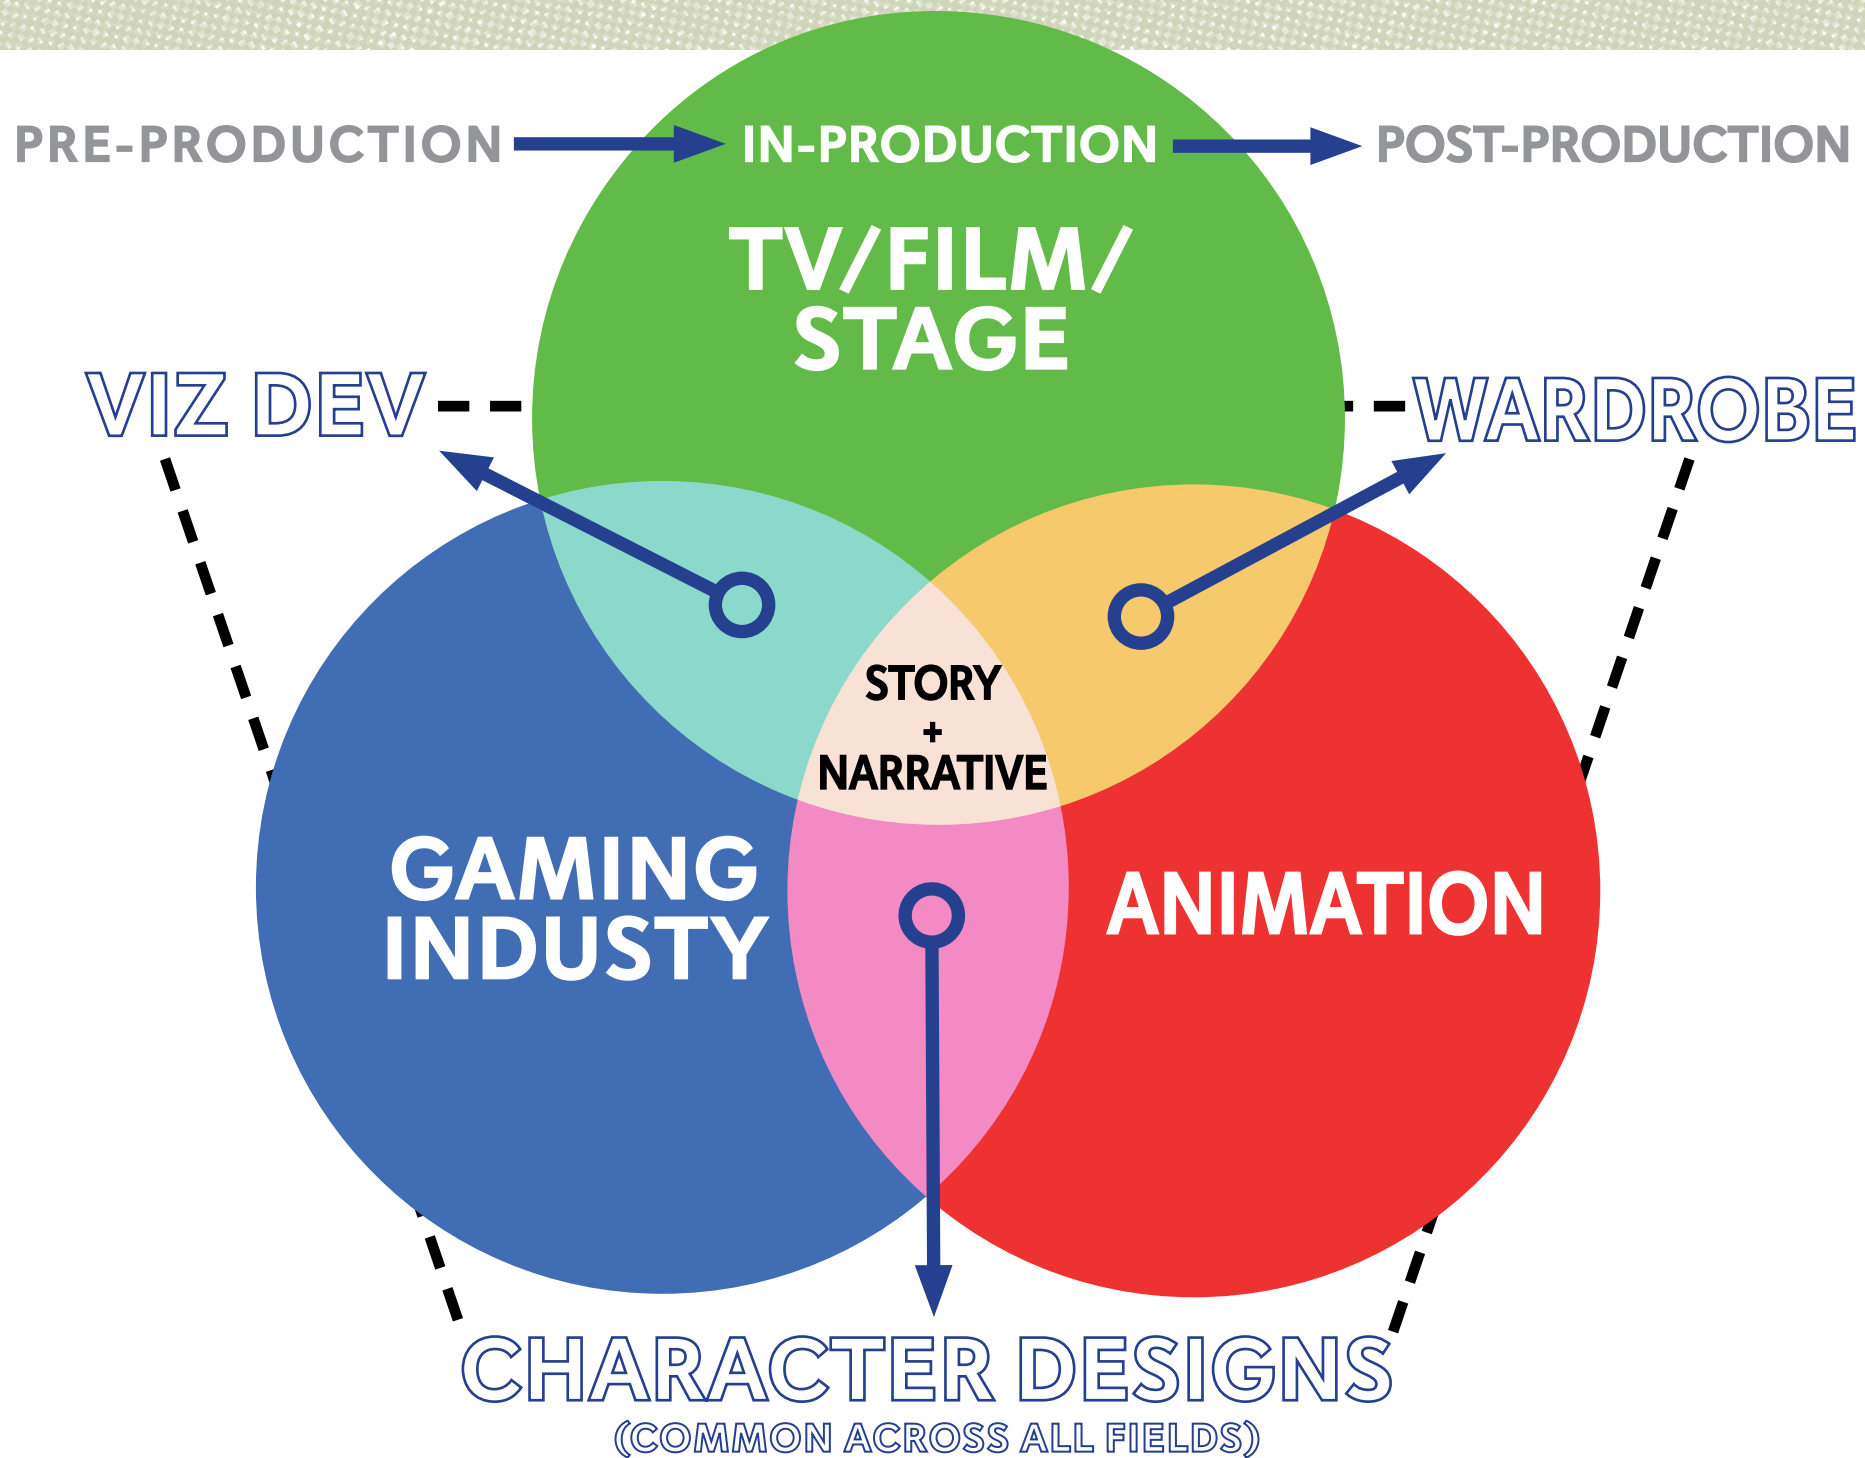 PRE-PRODUCTION IN-PRODUCTION POST-PRODUCTION
TV/FILM/
STAGE
VIZ DEV
WARDROBE
STORY
+
NARRATIVE
GAMING
INDUSTY
ANIMATION
CHARACTER DESIGNS
(COMMON ACROSS ALL FIELDS)